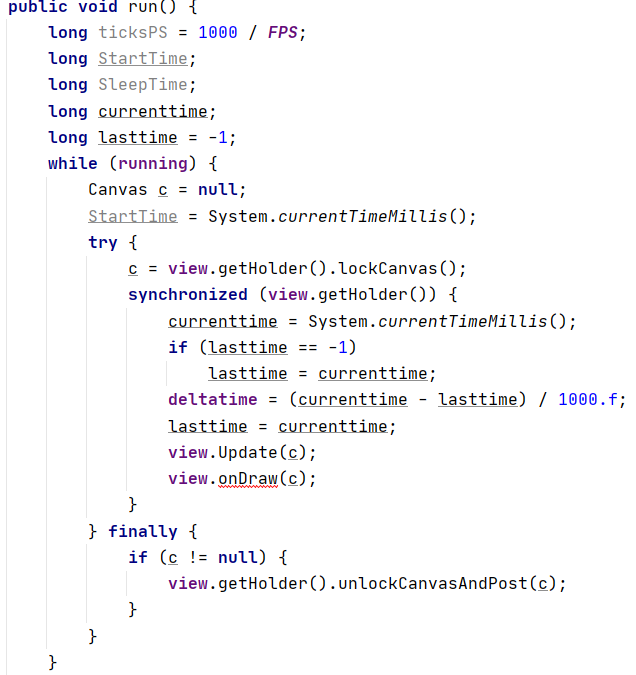 public void run() {
    long ticksPS = 1000 / FPS;
    long StartTime;
    long SleepTime;
    long currenttime;
    long lasttime = -1;
    while (running) {
        Canvas c = null;
        StartTime = System.currentTimeMillis();
        try {
            c = view.getHolder().lockCanvas();
            synchronized (view.getHolder()) {
                currenttime = System.currentTimeMillis();
                if (lasttime == -1)
                    lasttime = currenttime;
                deltatime = (currenttime - lasttime) / 1000.f;
                lasttime = currenttime;
                view.Update(c);
                view.onDraw(c);
            }
        } finally {
            if (c != null) {
                view.getHolder().unlockCanvasAndPost(c);
            }
        }
    }